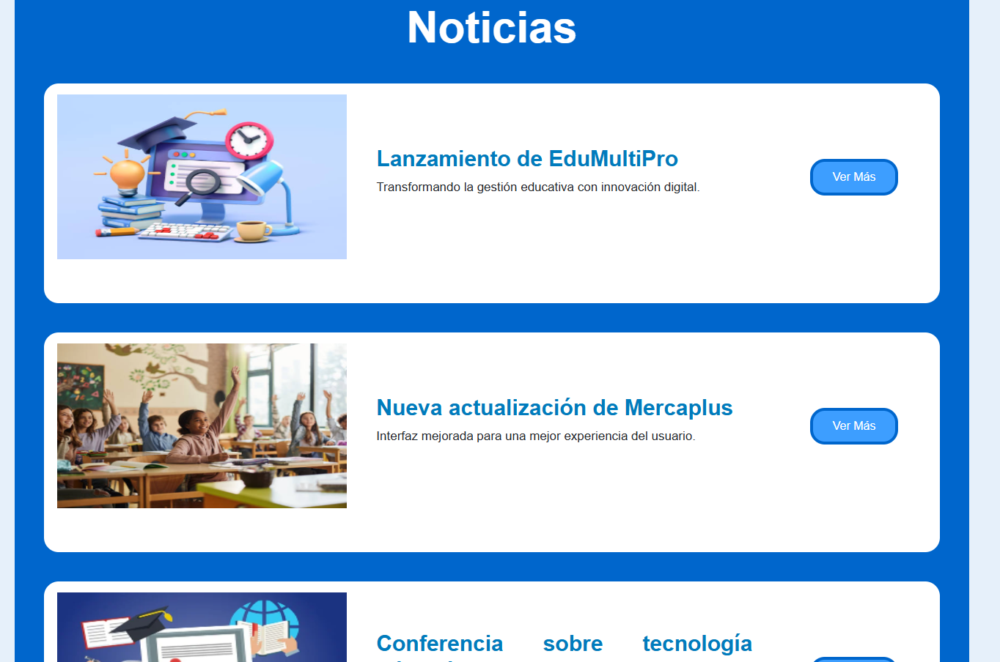 Noticias
Lanzamiento de EduMultiPro
Transformando la gestión educativa con innovación digital.
Ver Más
Nueva actualización de Mercaplus
Interfaz mejorada para una mejor experiencia del usuario.
Ver Más
Conferencia sobre tecnología